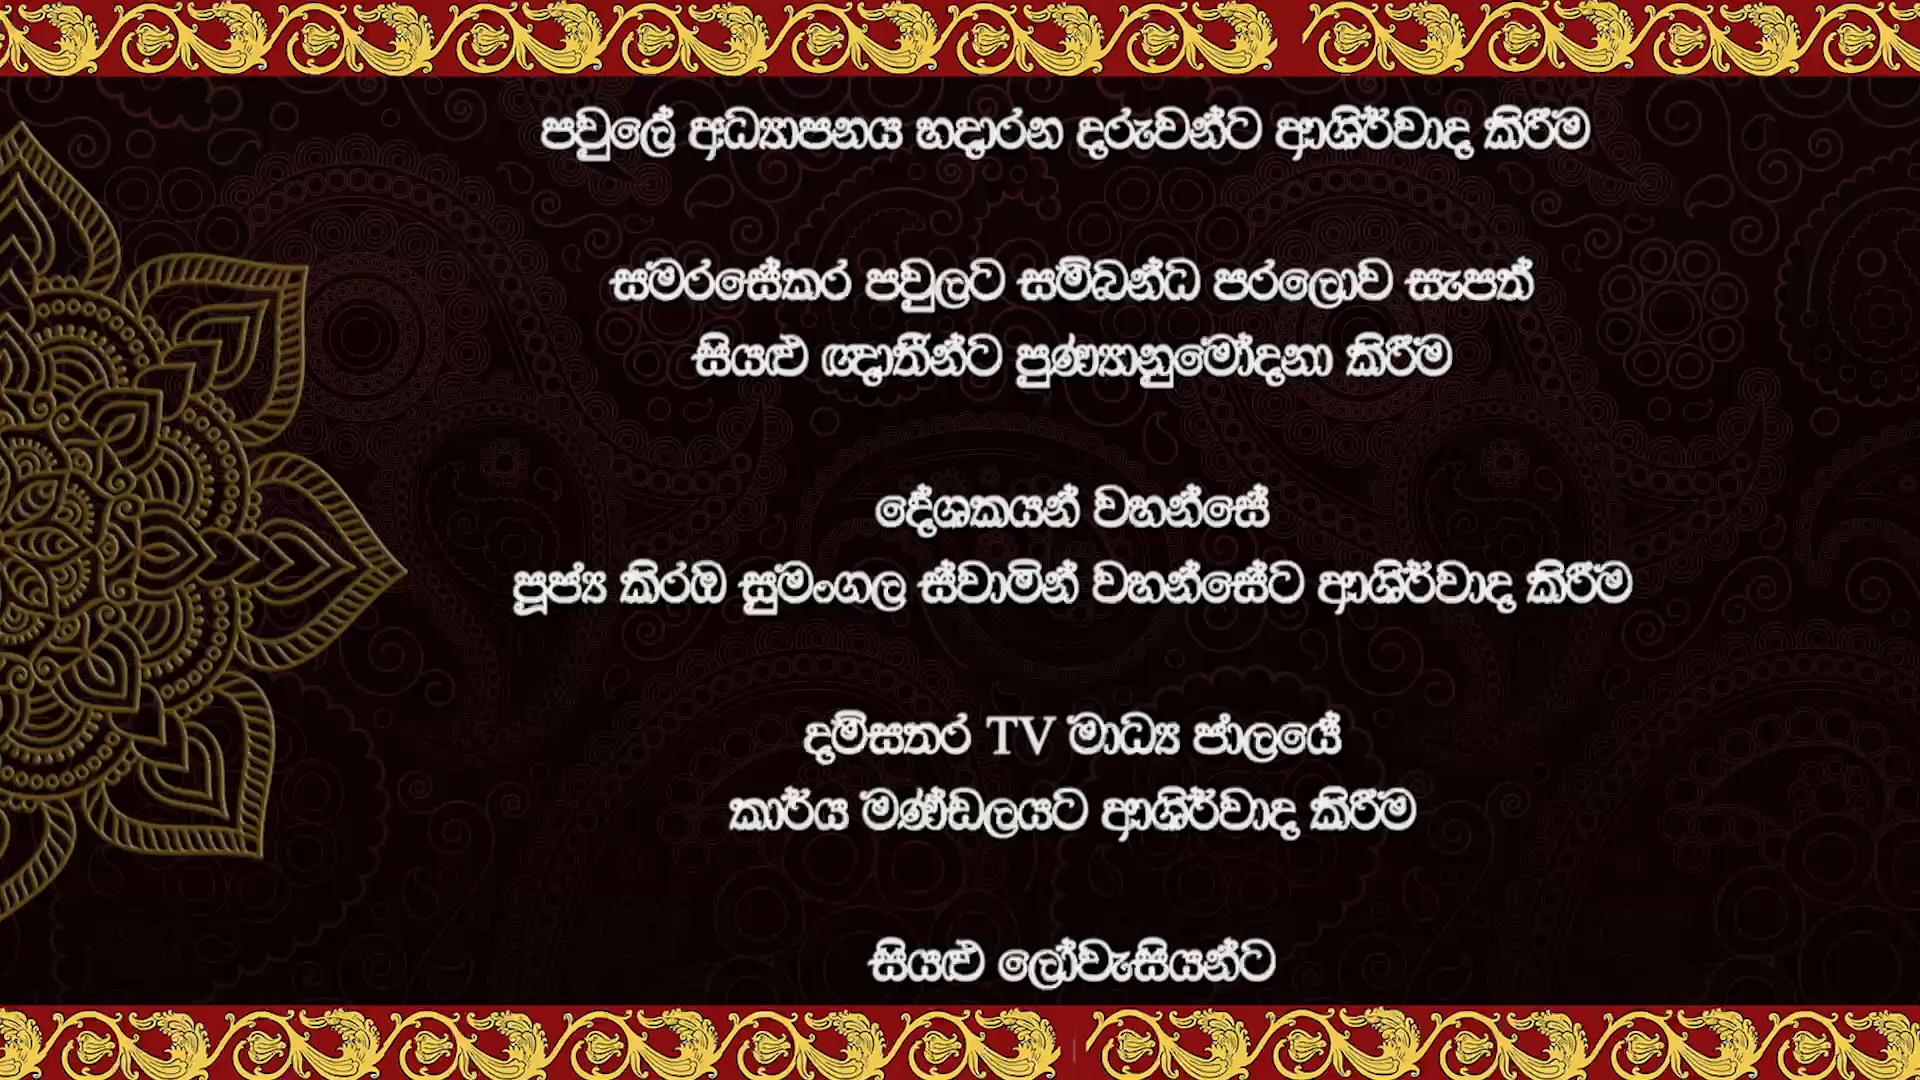 පවුලේ අධ්‍යාපනය හදාරන දරුවන්ට ආශිර්වාද කිරීම
සමරසේකර පවුලට සම්බන්ධ පරලොව සැපත්
සියළු ඥාතීන්ට පුණ්‍යානුමෝදනා කිරීම
දේශකයන් වහන්සේ
පූජ්‍ය කිරඹ සුමංගල ස්වාමින් වහන්සේට ආශිර්වාද කිරීම
දම්සතර TV මාධ්‍ය ජාලයේ
කාර්ය මණ්ඩලයට ආශිර්වාද කිරීම
සියළු ලෝවැසියන්ට